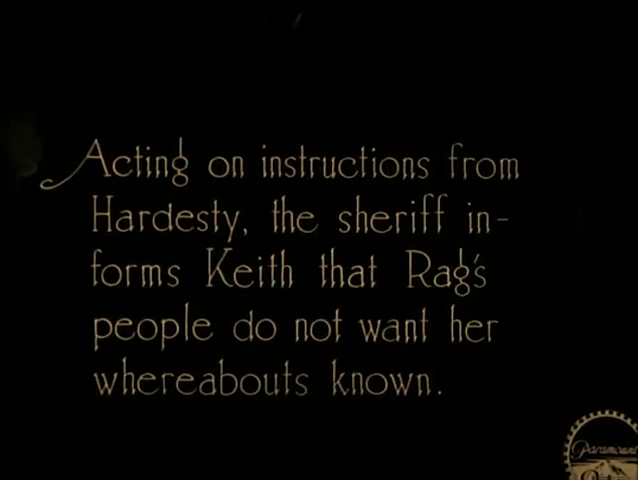 Acting on instructions from
Hardesty, the sheriff in-
forms Keith that Rag's
people do not want her
whereabouts known.
Paramount